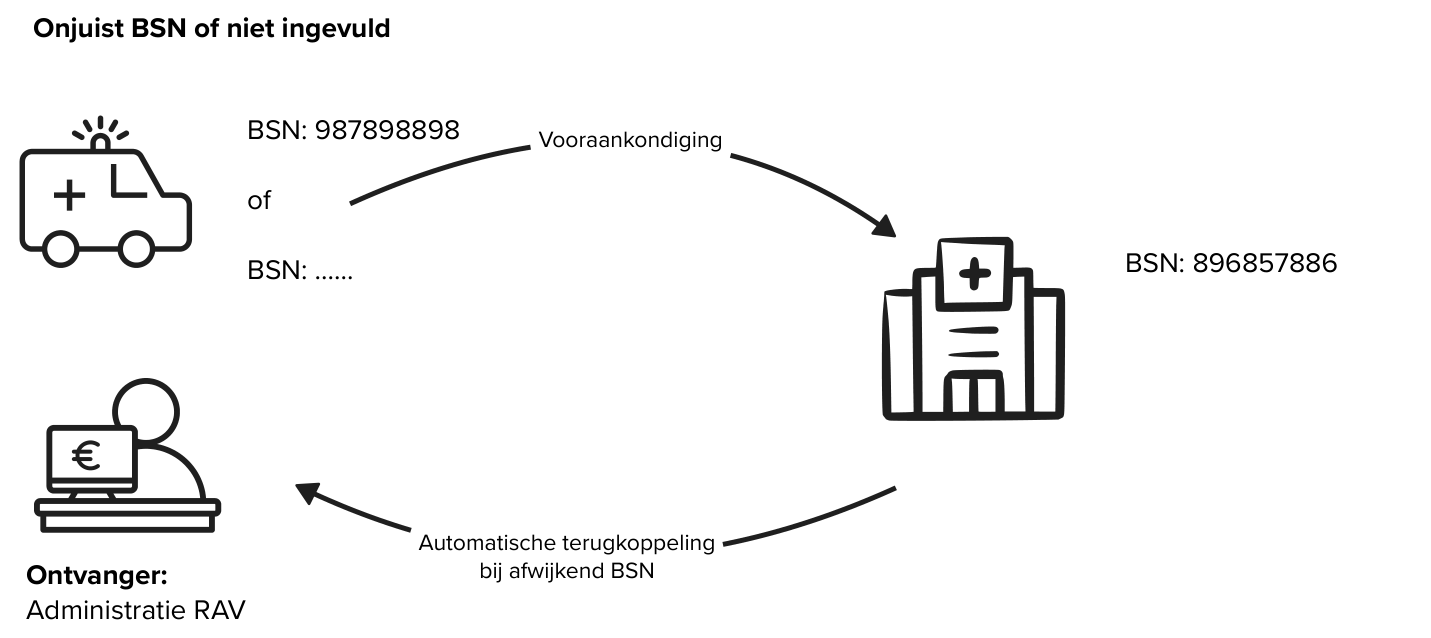 Onjuist BSN of niet ingevuld
BSN: 987898898
Vooraankondiging
of
BSN: ......
BSN: 896857886
€
Automatische terugkoppeling
bij afwijkend BSN
Ontvanger:
Administratie RAV